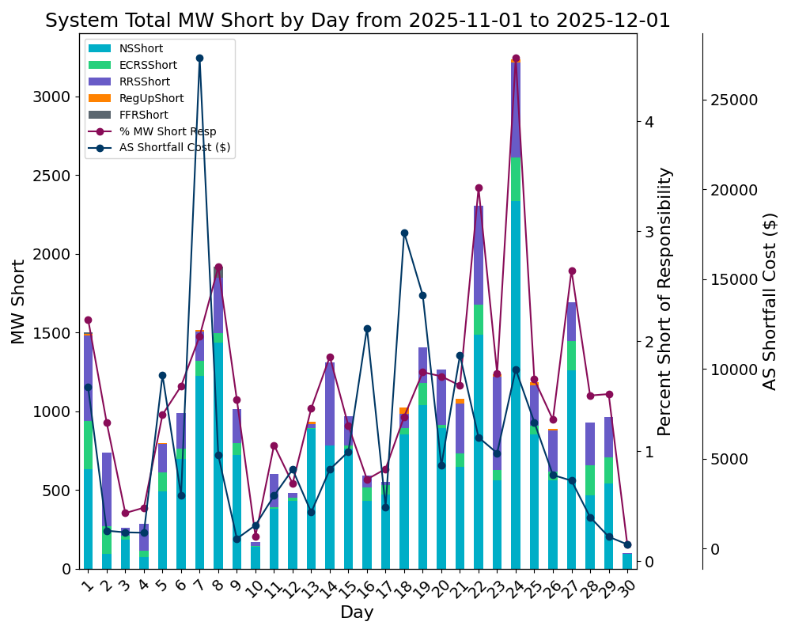 System Total MW Short by Day from 2025-11-01 to 2025-12-01
NSShort
ECRSShort
RRSShort
RegUpShort
FFRShort
% MW Short Resp
AS Shortfall Cost ($)
MW Short
3000
2500
2000
1500
1000
500
0
Percent Short of Responsibility
4
3
2
1
0
AS Shortfall Cost ($)
25000
20000
15000
10000
5000
0
1 2 3 4 5 6 7 8 9 10 11 12 13 14 15 16 17 18 19 20 21 22 23 24 25 26 27 28 29 30
Day